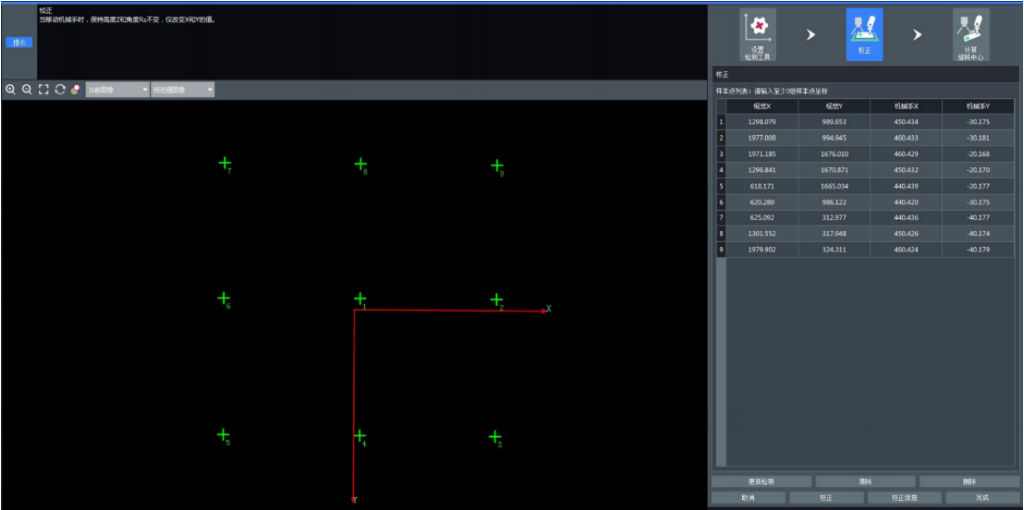 校正
当移动机械手时，保持高度Z和角度Rz不变，仅改变X和Y的值。
提示
当前图像 预处理图像
7 8 9
6 1 2
X
5 4 3
Y
设置
检测工具
校正
计算
旋转中心
校正
样本点列表：请输入至少9组样本点坐标
视觉X 视觉Y 机械手X 机械手Y
1 1298.079 989.653 450.434 -30.175
2 1977.008 994.945 460.433 -30.181
3 1971.185 1676.010 460.429 -20.168
4 1296.841 1670.871 450.432 -20.170
5 618.171 1665.034 440.439 -20.177
6 620.280 986.122 440.420 -30.175
7 625.092 312.977 440.436 -40.177
8 1301.552 317.948 450.426 -40.174
9 1979.902 324.311 460.424 -40.179
重新检测 清除 删除
取消 校正 校正信息 完成